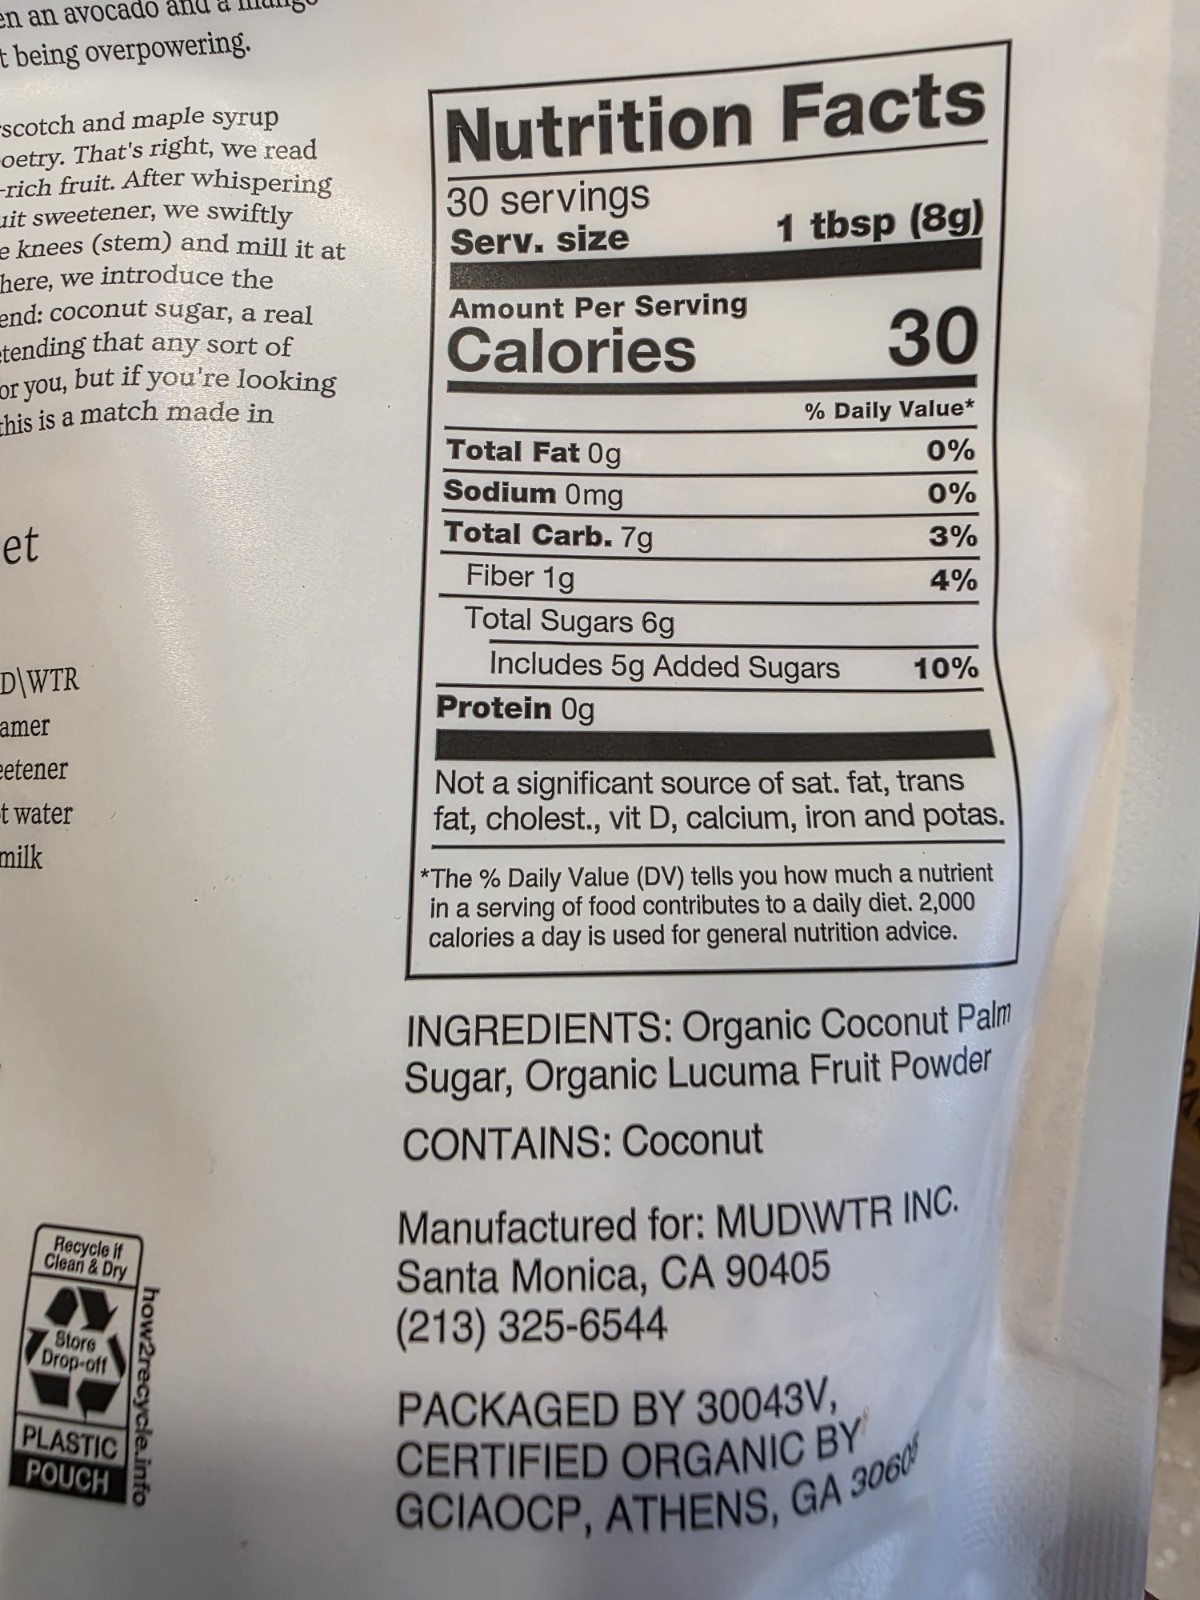 an avocado and a
being overpowering.
scotch and maple syrup
oetry. That's right, we read
-rich fruit. After whispering
uit sweetener, we swiftly
e knees (stem) and mill it at
here, we introduce the
end: coconut sugar, a real
tending that any sort of
or you, but if you're looking
this is a match made in
et
D\WTR
amer
eetener
t water
milk
Nutrition Facts
30 servings
Serv. size 1 tbsp (8g)
Amount Per Serving
Calories 30
% Daily Value*
Total Fat 0g 0%
Sodium 0mg 0%
Total Carb. 7g 3%
Fiber 1g 4%
Total Sugars 6g
Includes 5g Added Sugars 10%
Protein 0g
Not a significant source of sat. fat, trans
fat, cholest., vit D, calcium, iron and potas.
*The % Daily Value (DV) tells you how much a nutrient
in a serving of food contributes to a daily diet. 2,000
calories a day is used for general nutrition advice.
INGREDIENTS: Organic Coconut Palm
Sugar, Organic Lucuma Fruit Powder
CONTAINS: Coconut
Manufactured for: MUD\WTR INC.
Santa Monica, CA 90405
(213) 325-6544
PACKAGED BY 30043V,
CERTIFIED ORGANIC BY
GCIAOCP, ATHENS, GA 30605
Recycle if
Clean & Dry
Store
Drop-off
PLASTIC
POUCH
how2recycle.info